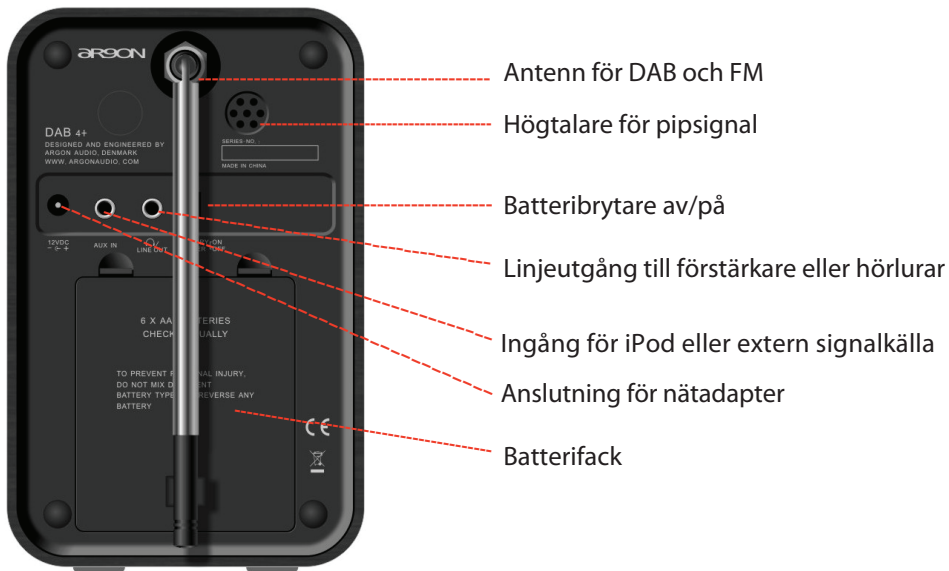 ARGON
DAB 4+
DESIGNED AND ENGINEERED BY
ARGON AUDIO, DENMARK
WWW. ARGONAUDIO. COM
SERIES NO. :
MADE IN CHINA
12VDC
AUX IN
LINE OUT
ON
OFF
6 X AA
CHECK
TO PREVENT
INJURY.
DO NOT MIX
BATTERY
REVERSE ANY
BATTERY
CE
Antenn för DAB och FM
Högtalare för pipsignal
Batteribrytare av/på
Linjeutgång till förstärkare eller hörlurar
Ingång för iPod eller extern signalkälla
Anslutning för nätadapter
Batterifack